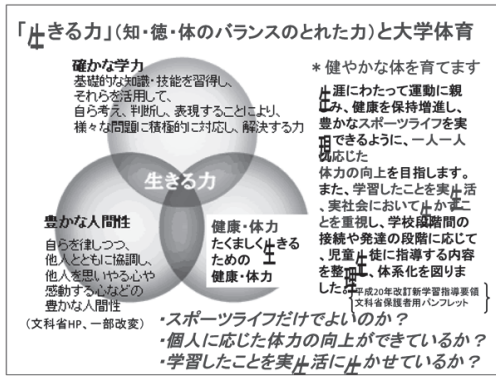 「生きる力」(知・徳・体のバランスのとれた力)と大学体育
確かな学力
基礎的な知識・技能を習得し、
それらを活用して、
自ら考え、判断し、表現することにより、
様々な問題に積極的に対応し、解決する力
生きる力
豊かな人間性
自らを律しつつ、
他人とともに協調し、
他人を思いやる心や
感動する心などの
豊かな人間性
(文科省HP、一部改変)
健康・体力
たくましく生きる
ための
健康・体力
*健やかな体を育てます
生涯にわたって運動に親
しみ、健康を保持増進し、
豊かなスポーツライフを実
現できるように、一人一人
に応じた
体力の向上を目指します。
また、学習したことを実生活
、実社会において生かすこ
とを重視し、学校段階間の
接続や発達の段階に応じて
、児童生徒に指導する内容
を整理し、体系化を図りま
した。
平成20年改訂新学習指導要領
文科省保護者用パンフレット
・スポーツライフだけでよいのか?
・個人に応じた体力の向上ができているか?
・学習したことを実生活に生かせているか?